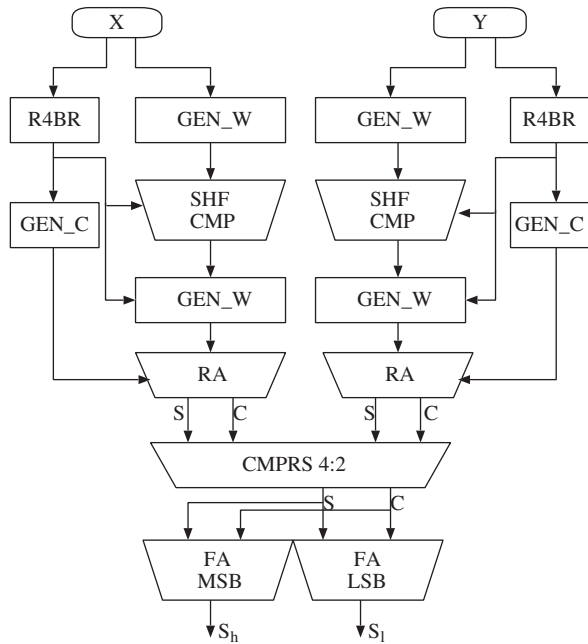 X
Y
R4BR
GEN_W
GEN_W
R4BR
SHF
CMP
SHF
CMP
GEN_C
GEN_C
GEN_W
GEN_W
RA
RA
S
C
S
C
CMPRS 4:2
S
C
FA
MSB
FA
LSB
Sh
Sl